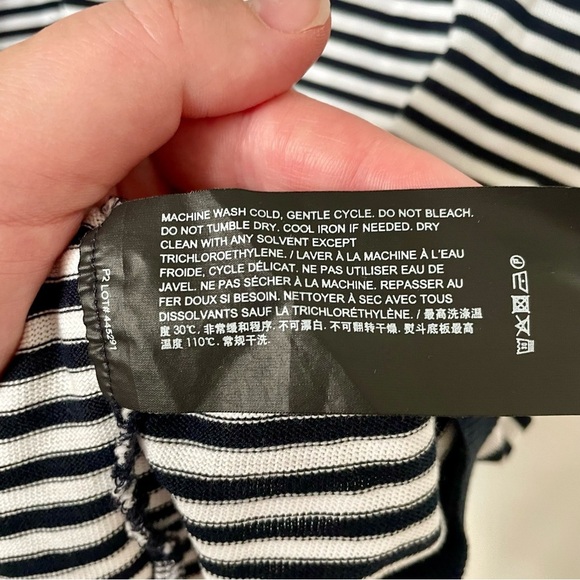 MACHINE WASH COLD, GENTLE CYCLE. DO NOT BLEACH.
DO NOT TUMBLE DRY. COOL IRON IF NEEDED. DRY
CLEAN WITH ANY SOLVENT EXCEPT
TRICHLOROETHYLENE. / LAVER À LA MACHINE À L'EAU
FROIDE, CYCLE DÉLICAT. NE PAS UTILISER EAU DE
JAVEL. NE PAS SÉCHER À LA MACHINE. REPASSER AU
FER DOUX SI BESOIN. NETTOYER À SEC AVEC TOUS
DISSOLVANTS SAUF LA TRICHLORÉTHYLÈNE. / 最高洗涤温
度 30℃, 非常缓和程序. 不可漂白. 不可翻转干燥. 熨斗底板最高
温度 110℃. 常规干洗.
P2 LOT# 445291